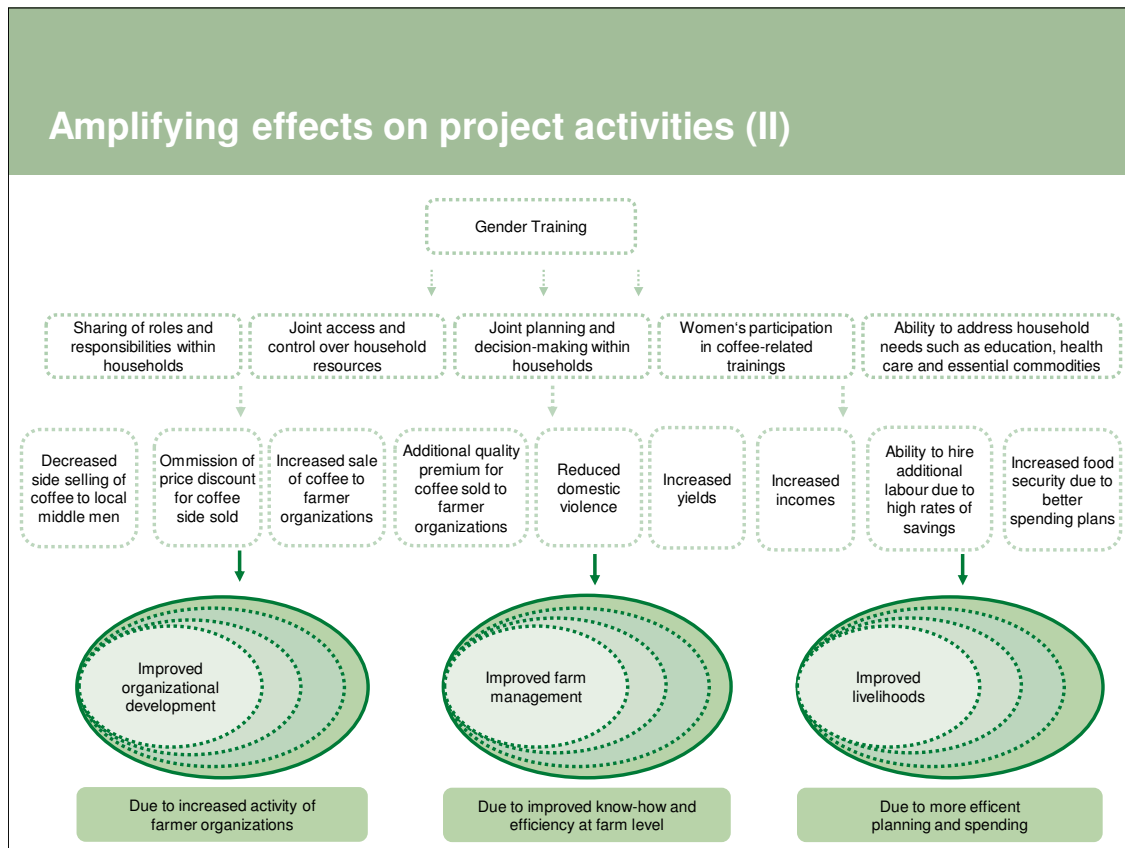 Amplifying effects on project activities (II)
Gender Training
Sharing of roles and
responsibilities within
households
Joint access and
control over household
resources
Joint planning and
decision-making within
households
Women‘s participation
in coffee-related
trainings
Ability to address household
needs such as education, health
care and essential commodities
Decreased
side selling of
coffee to local
middle men
Ommission of
price discount
for coffee
side sold
Increased sale
of coffee to
farmer
organizations
Additional quality
premium for
coffee sold to
farmer
organizations
Reduced
domestic
violence
Increased
yields
Increased
incomes
Ability to hire
additional
labour due to
high rates of
savings
Increased food
security due to
better
spending plans
Improved
organizational
development
Improved farm
management
Improved
livelihoods
Due to increased activity of
farmer organizations
Due to improved know-how and
efficiency at farm level
Due to more efficent
planning and spending